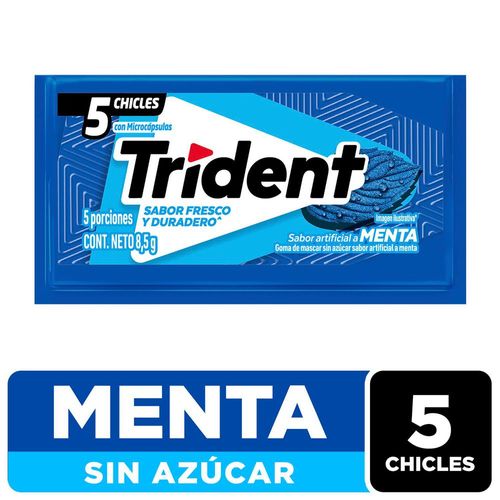 5 CHICLES
con Microcápsulas
Trident
SABOR FRESCO
Y DURADERO^
5 porciones
CONT. NETO 8,5 g
Imagen ilustrativa*
Sabor artificial a MENTA
Goma de mascar sin azúcar sabor artificial a menta
MENTA
SIN AZÚCAR
5
CHICLES